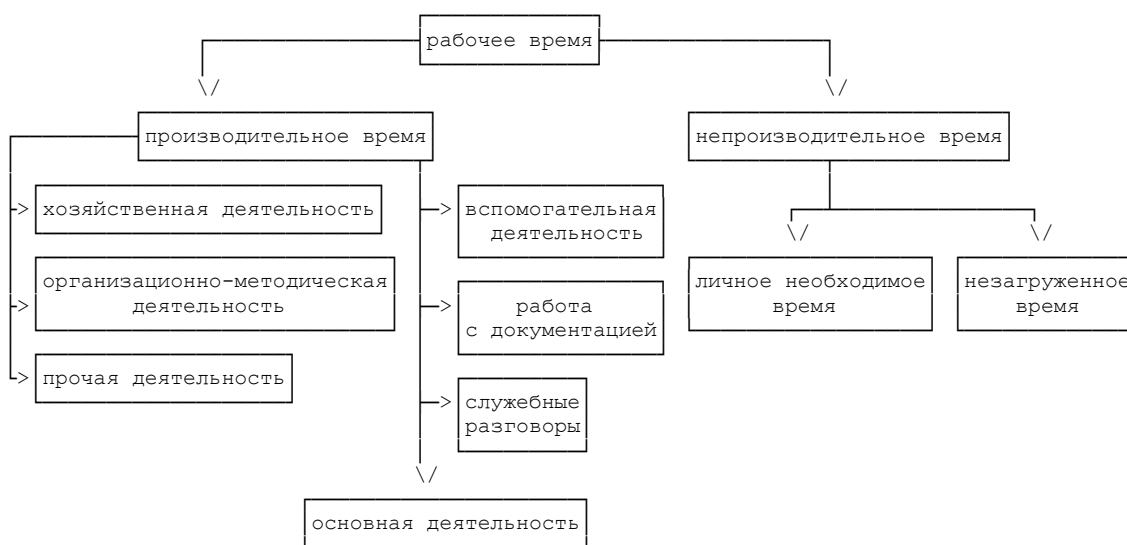 рабочее время
производительное время
непроизводительное время
хозяйственная деятельность
вспомогательная
деятельность
организационно-методическая
деятельность
работа
с документацией
личное необходимое
время
незагруженное
время
прочая деятельность
служебные
разговоры
основная деятельность